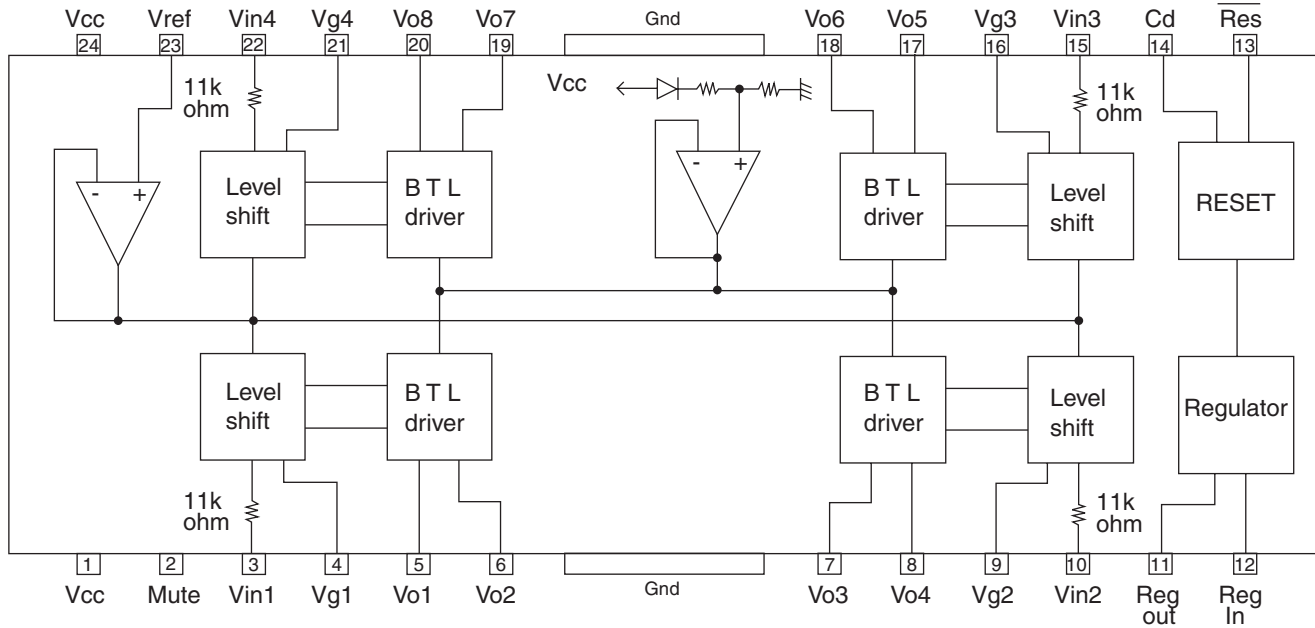 Vcc Vref Vin4 Vg4 Vo8 Vo7 Gnd Vo6 Vo5 Vg3 Vin3 Cd Res
24 23 22 21 20 19 18 17 16 15 14 13
11k
ohm
Vcc
11k
ohm
- +
Level
shift
B T L
driver
- +
B T L
driver
Level
shift
RESET
Level
shift
B T L
driver
B T L
driver
Level
shift
Regulator
11k
ohm
11k
ohm
1 2 3 4 5 6 7 8 9 10 11 12
Vcc Mute Vin1 Vg1 Vo1 Vo2 Gnd Vo3 Vo4 Vg2 Vin2 Reg
out
Reg
In